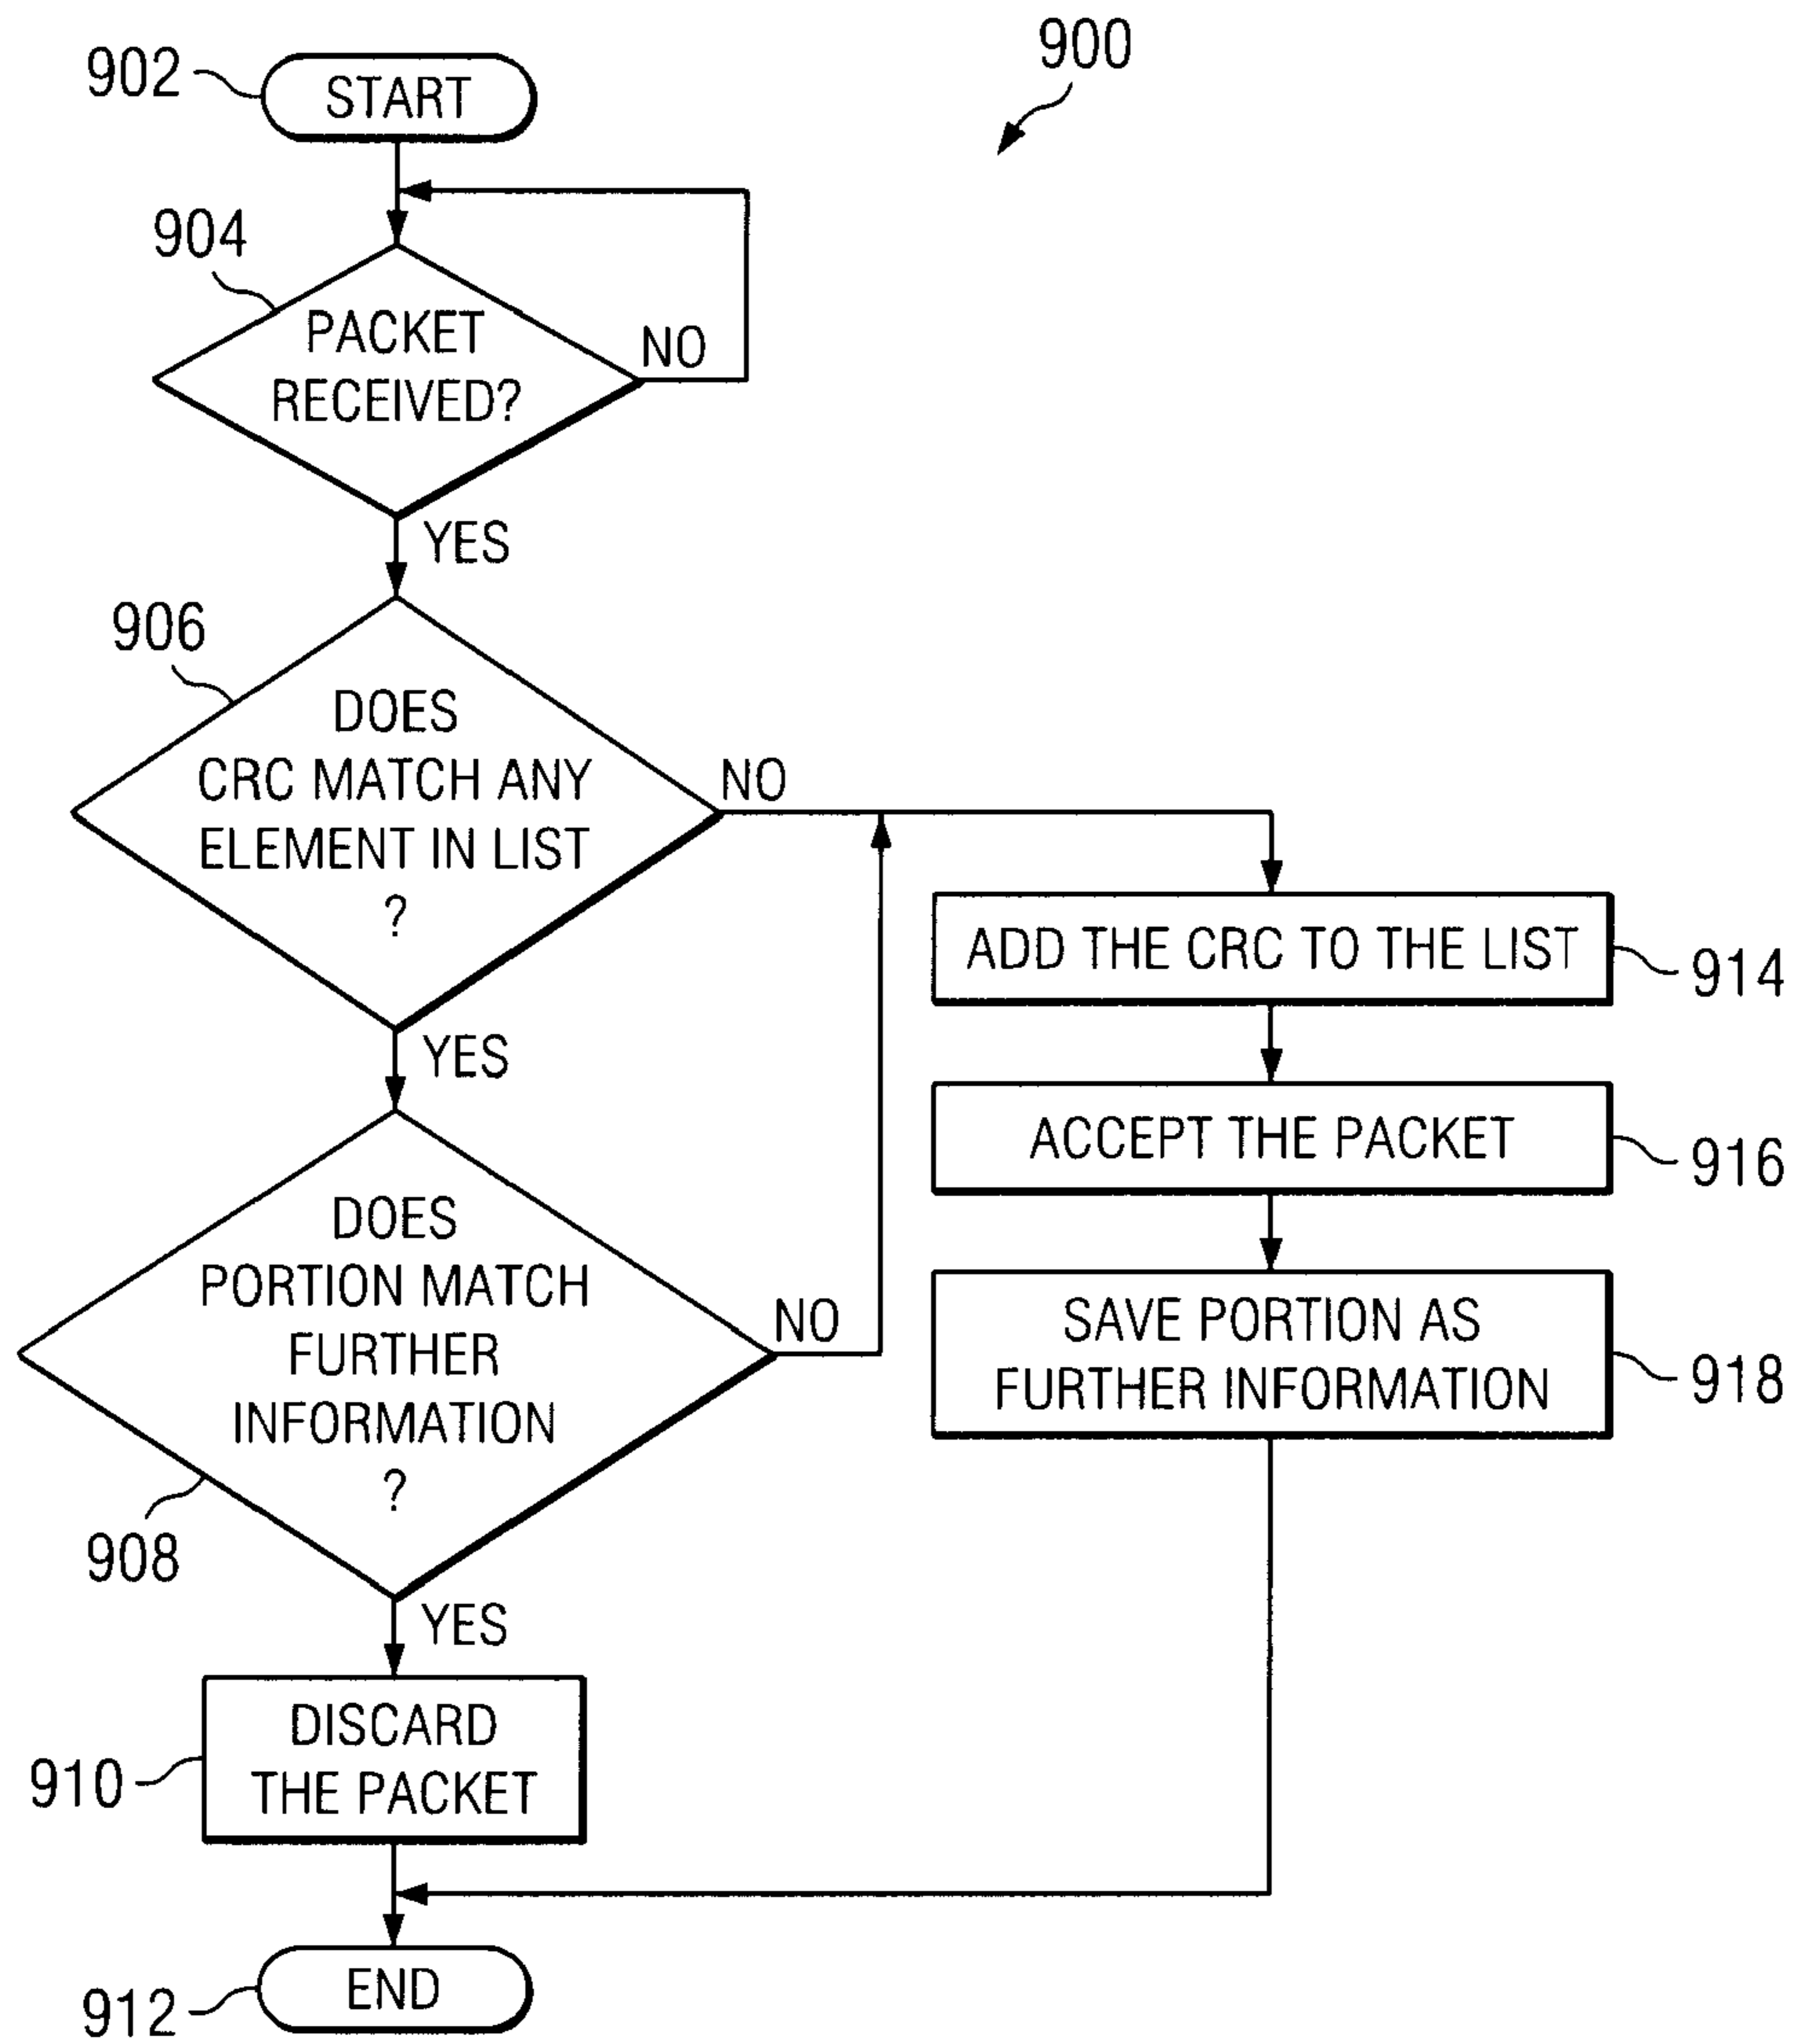 900
902
START
904
PACKET
RECEIVED?
NO
YES
906
DOES
CRC MATCH ANY
ELEMENT IN LIST
?
NO
YES
908
DOES
PORTION MATCH
FURTHER
INFORMATION
?
NO
YES
910
DISCARD
THE PACKET
912
END
ADD THE CRC TO THE LIST
914
ACCEPT THE PACKET
916
SAVE PORTION AS
FURTHER INFORMATION
918